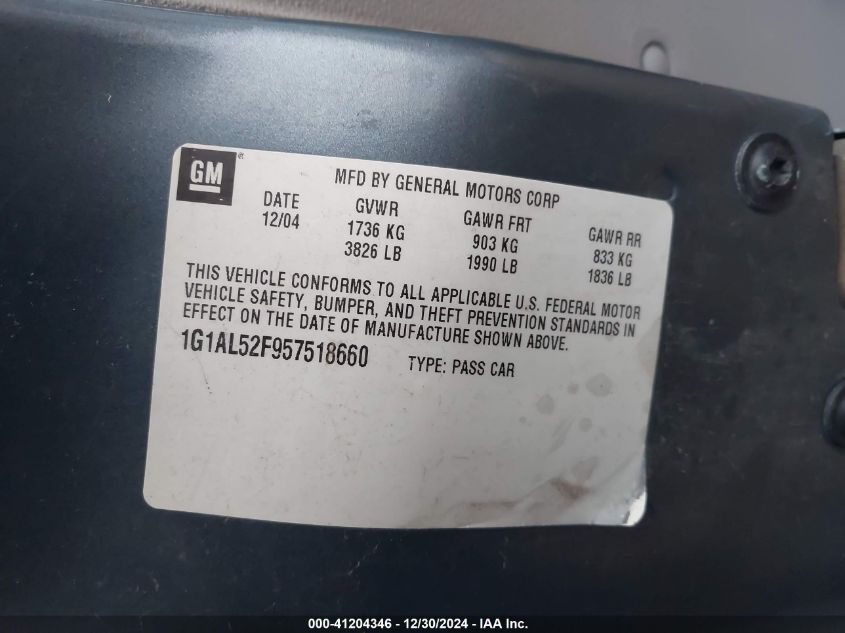 GM®
MFD BY GENERAL MOTORS CORP
DATE GVWR GAWR FRT GAWR RR
12/04 1736 KG 903 KG 833 KG
3826 LB 1990 LB 1836 LB
THIS VEHICLE CONFORMS TO ALL APPLICABLE U.S. FEDERAL MOTOR
VEHICLE SAFETY, BUMPER, AND THEFT PREVENTION STANDARDS IN
EFFECT ON THE DATE OF MANUFACTURE SHOWN ABOVE.
1G1AL52F957518660 TYPE: PASS CAR
000-41204346 - 12/30/2024 - IAA Inc.